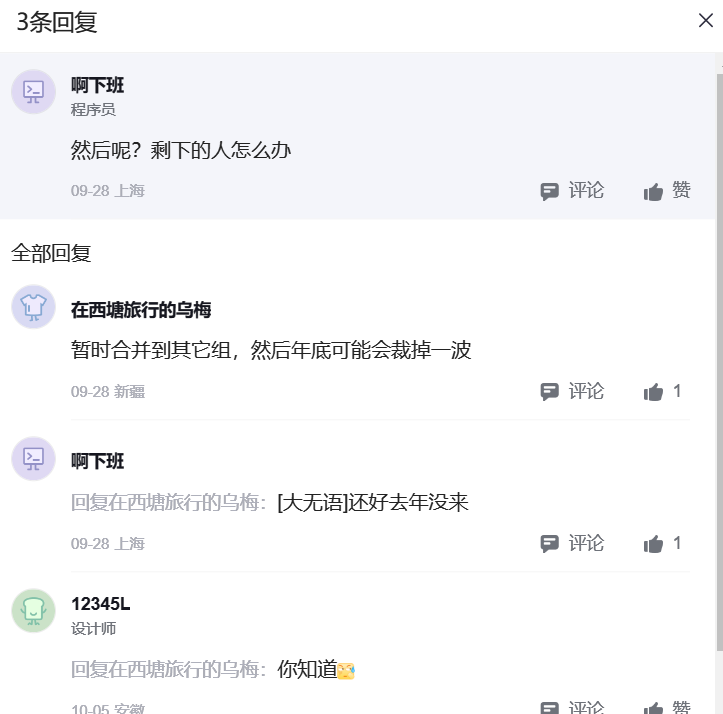 3条回复
啊下班
程序员
然后呢？剩下的人怎么办
09-28 上海
评论
赞
全部回复
在西塘旅行的乌梅
暂时合并到其它组，然后年底可能会裁掉一波
09-28 新疆
评论
1
啊下班
回复在西塘旅行的乌梅：[大无语]还好去年没来
09-28 上海
评论
1
12345L
设计师
回复在西塘旅行的乌梅：你知道
10-05 安徽
评论
赞